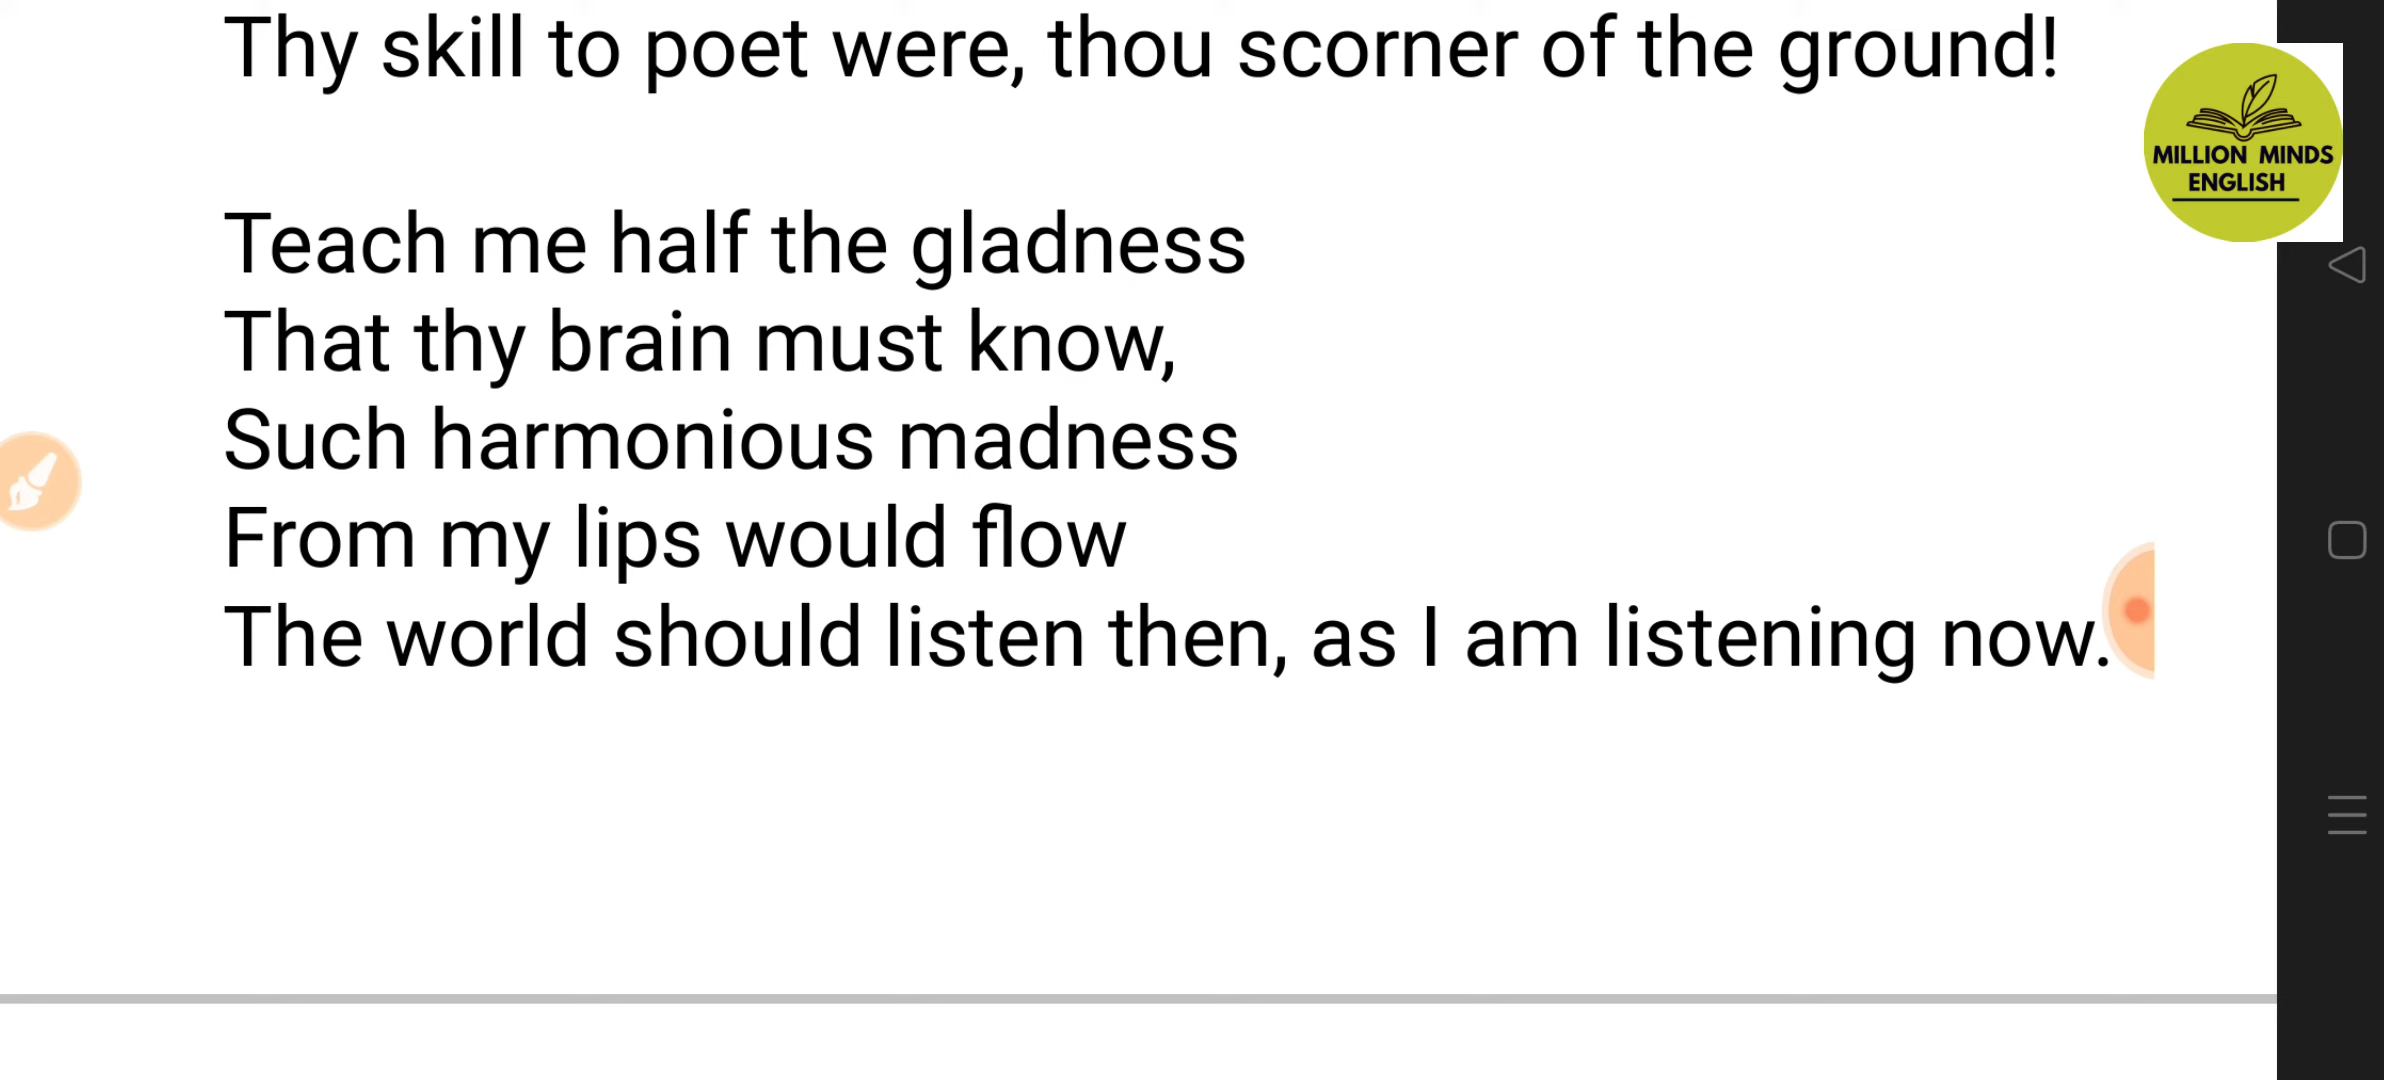 Thy skill to poet were, thou scorner of the ground!
MILLION MINDS
ENGLISH
Teach me half the gladness
That thy brain must know,
Such harmonious madness
From my lips would flow
The world should listen then, as I am listening now.